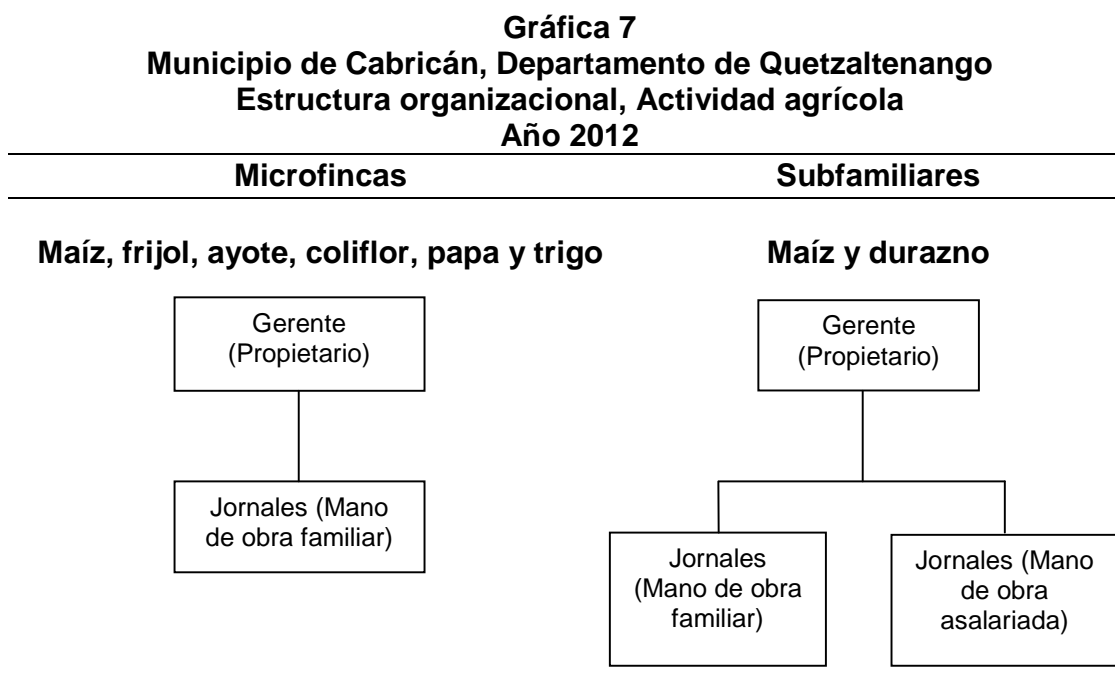 Gráfica 7
Municipio de Cabricán, Departamento de Quetzaltenango
Estructura organizacional, Actividad agrícola
Año 2012
Microfincas
Subfamiliares
Maíz, frijol, ayote, coliflor, papa y trigo
Maíz y durazno
Gerente
(Propietario)
Jornales (Mano
de obra familiar)
Gerente
(Propietario)
Jornales
(Mano de obra
familiar)
Jornales (Mano
de obra
asalariada)